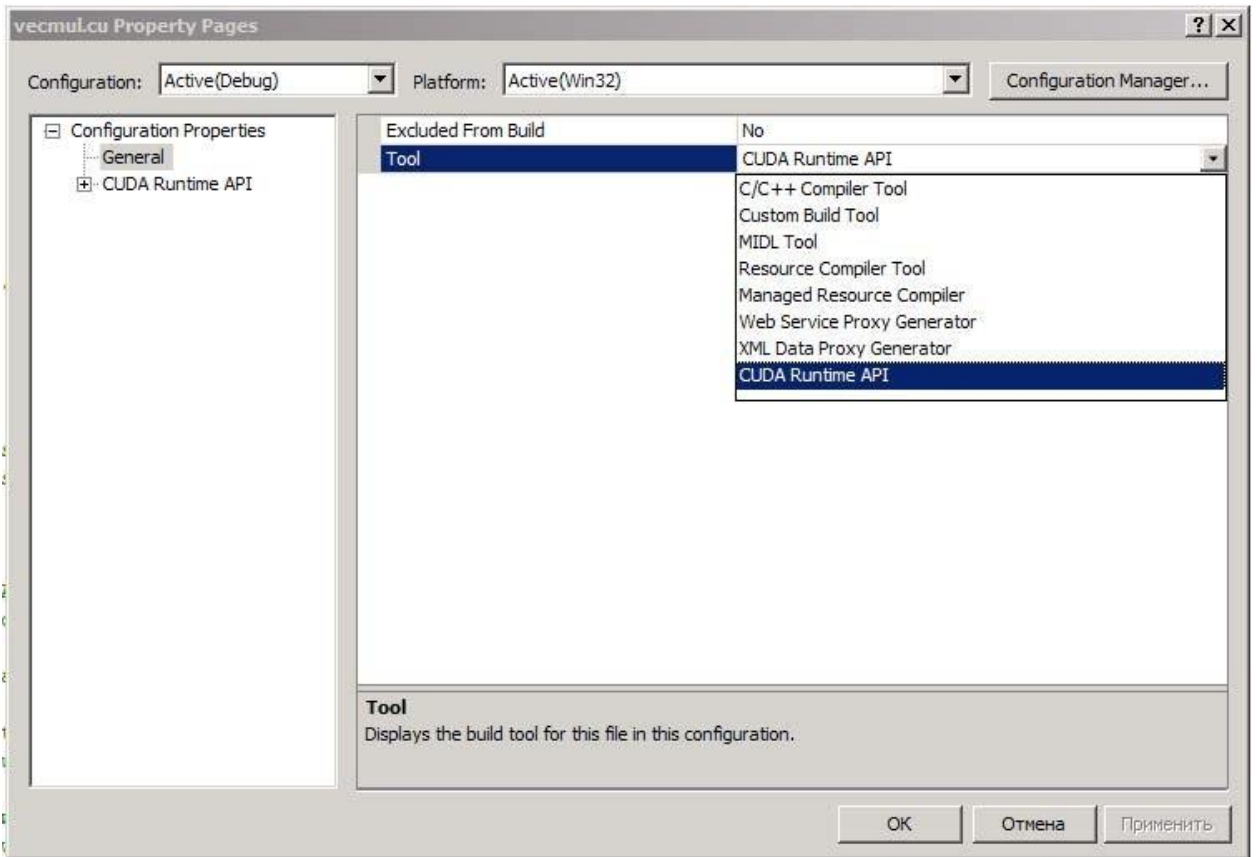 vecmul.cu Property Pages
Configuration: Active(Debug) Platform: Active(Win32) Configuration Manager...
Configuration Properties
General
CUDA Runtime API
Excluded From Build No
Tool CUDA Runtime API
C/C++ Compiler Tool
Custom Build Tool
MIDL Tool
Resource Compiler Tool
Managed Resource Compiler
Web Service Proxy Generator
XML Data Proxy Generator
CUDA Runtime API
Tool
Displays the build tool for this file in this configuration.
OK Отмена Применить